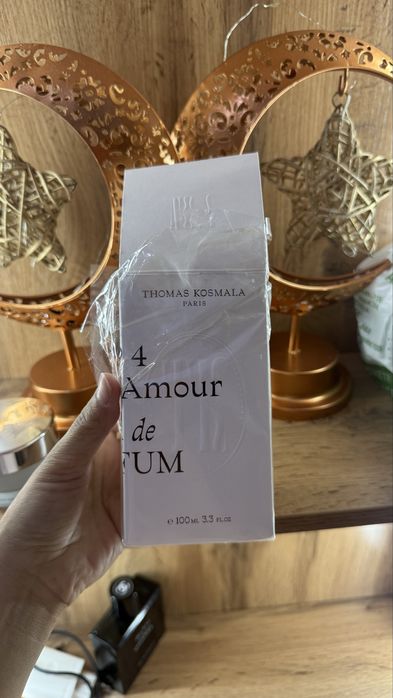 THOMAS KOSMALA
PARIS
4
Amour
de
FUM
℮ 100 ML 3.3 FL.OZ